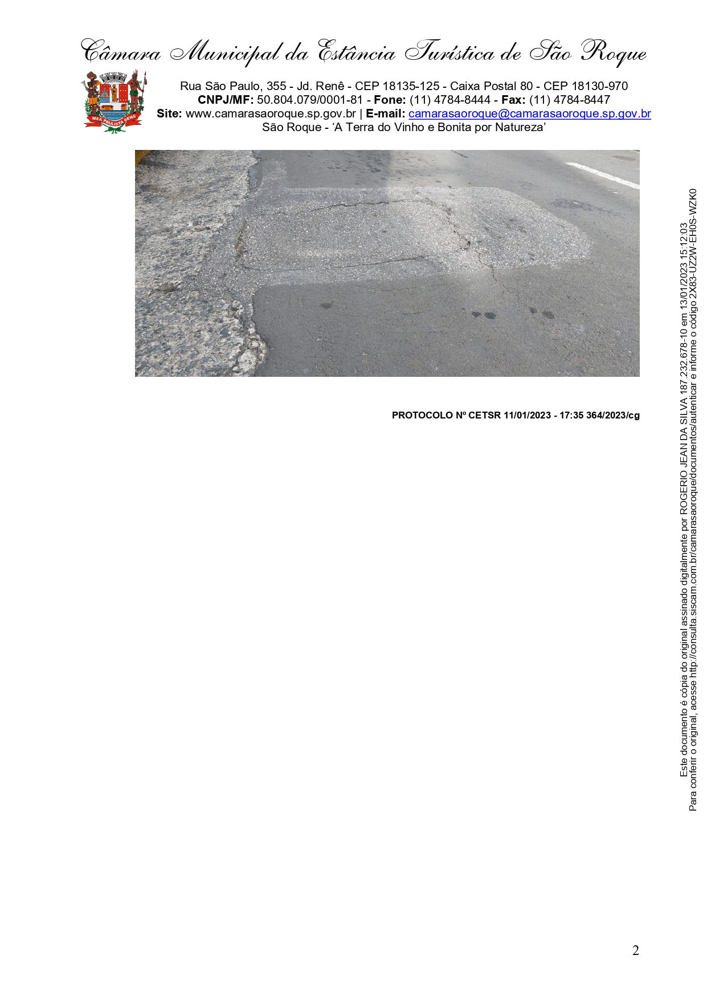 Câmara Municipal da Estância Turística de São Roque
Rua São Paulo, 355 - Jd. Renê - CEP 18135-125 - Caixa Postal 80 - CEP 18130-970
CNPJ/MF: 50.804.079/0001-81 - Fone: (11) 4784-8444 - Fax: (11) 4784-8447
Site: www.camarasaoroque.sp.gov.br | E-mail: camarasaoroque@camarasaoroque.sp.gov.br
São Roque - ‘A Terra do Vinho e Bonita por Natureza’
MEA PAULISTA GENS
PROTOCOLO Nº CETSR 11/01/2023 - 17:35 364/2023/cg
Este documento é cópia do original assinado digitalmente por ROGERIO JEAN DA SILVA 187.232.678-10 em 13/01/2023 15:12:03
Para conferir o original, acesse http://consulta.siscam.com.br/camarasaoroque/documentos/autenticar e informe o código 2X83-UZ2W-EH0S-WZK0
2